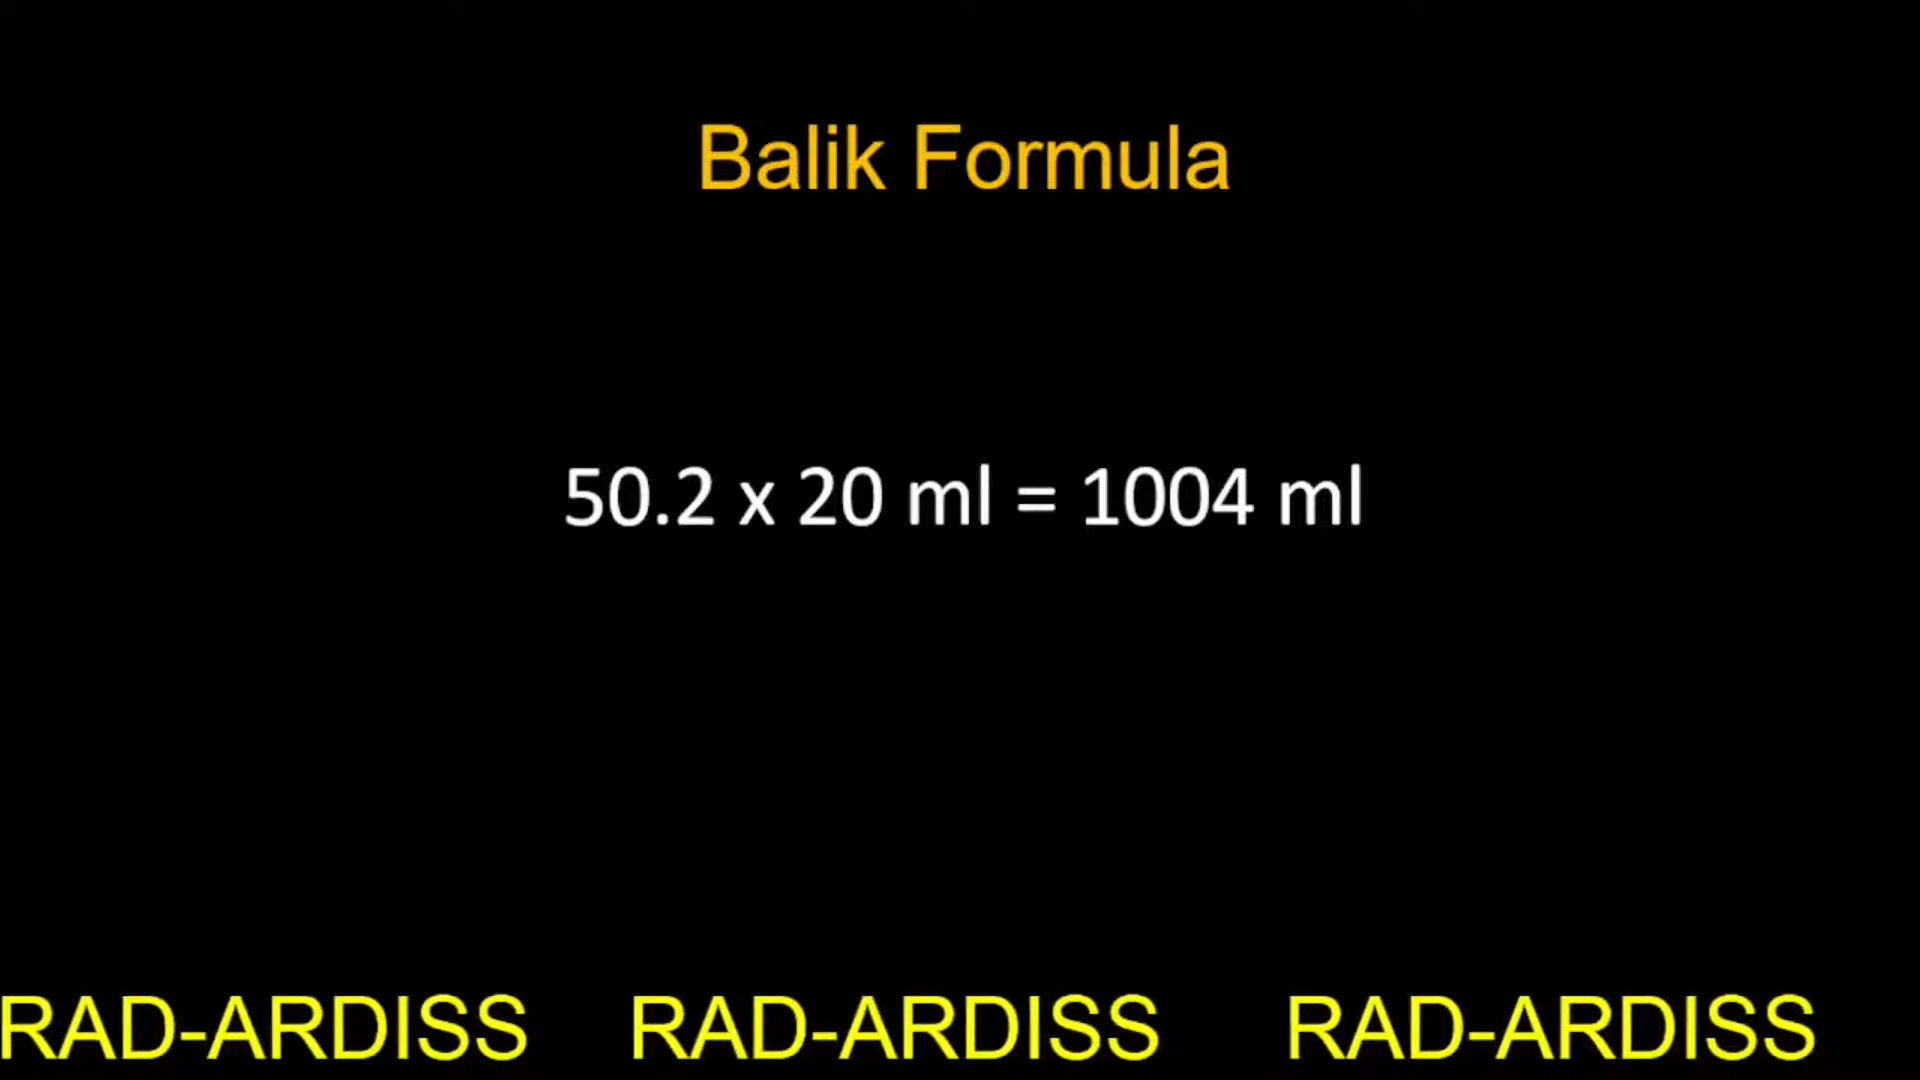 Balik Formula
50.2 x 20 ml = 1004 ml
RAD-ARDISS RAD-ARDISS RAD-ARDISS